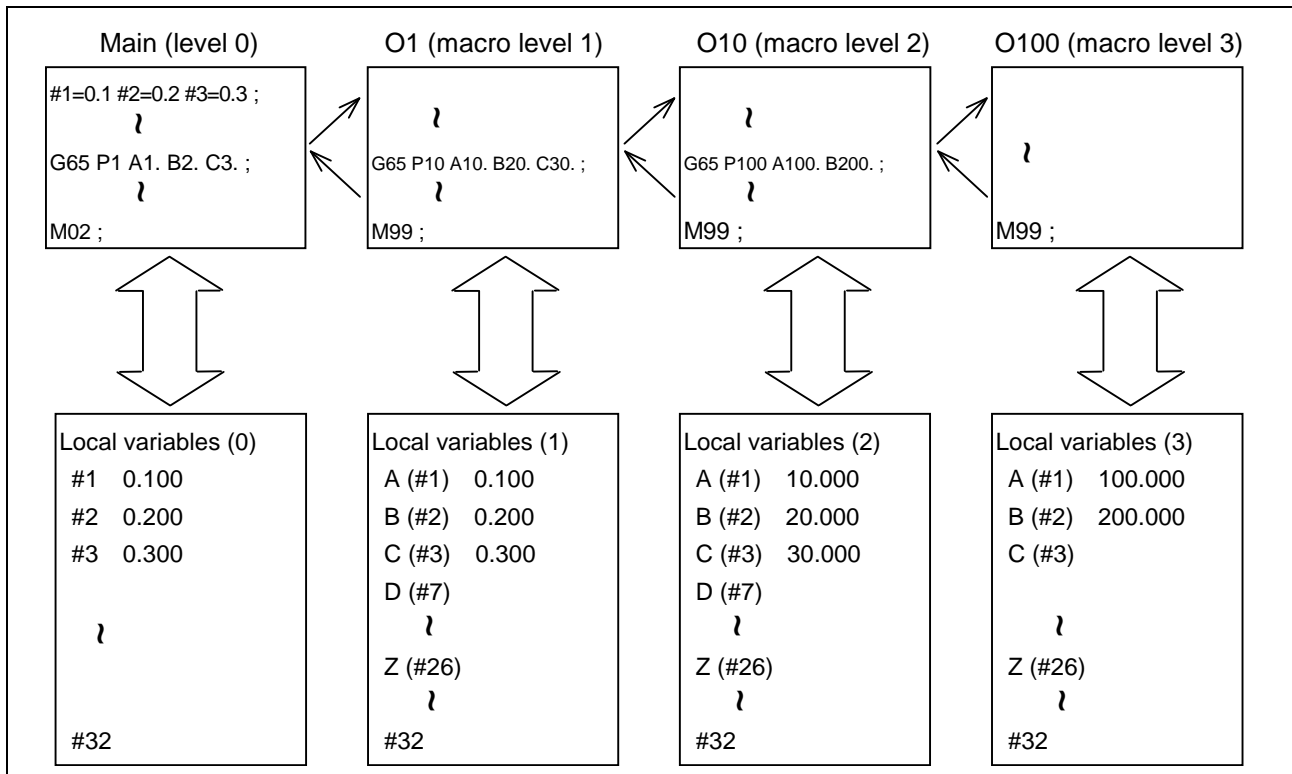 Main (level 0)
#1=0.1 #2=0.2 #3=0.3 ;
~
G65 P1 A1. B2. C3. ;
~
M02 ;
O1 (macro level 1)
~
G65 P10 A10. B20. C30. ;
~
M99 ;
O10 (macro level 2)
~
G65 P100 A100. B200. ;
~
M99 ;
O100 (macro level 3)
~
M99 ;
Local variables (0)
#1 0.100
#2 0.200
#3 0.300
~
#32
Local variables (1)
A (#1) 0.100
B (#2) 0.200
C (#3) 0.300
D (#7)
~
Z (#26)
~
#32
Local variables (2)
A (#1) 10.000
B (#2) 20.000
C (#3) 30.000
D (#7)
~
Z (#26)
~
#32
Local variables (3)
A (#1) 100.000
B (#2) 200.000
C (#3)
~
Z (#26)
~
#32